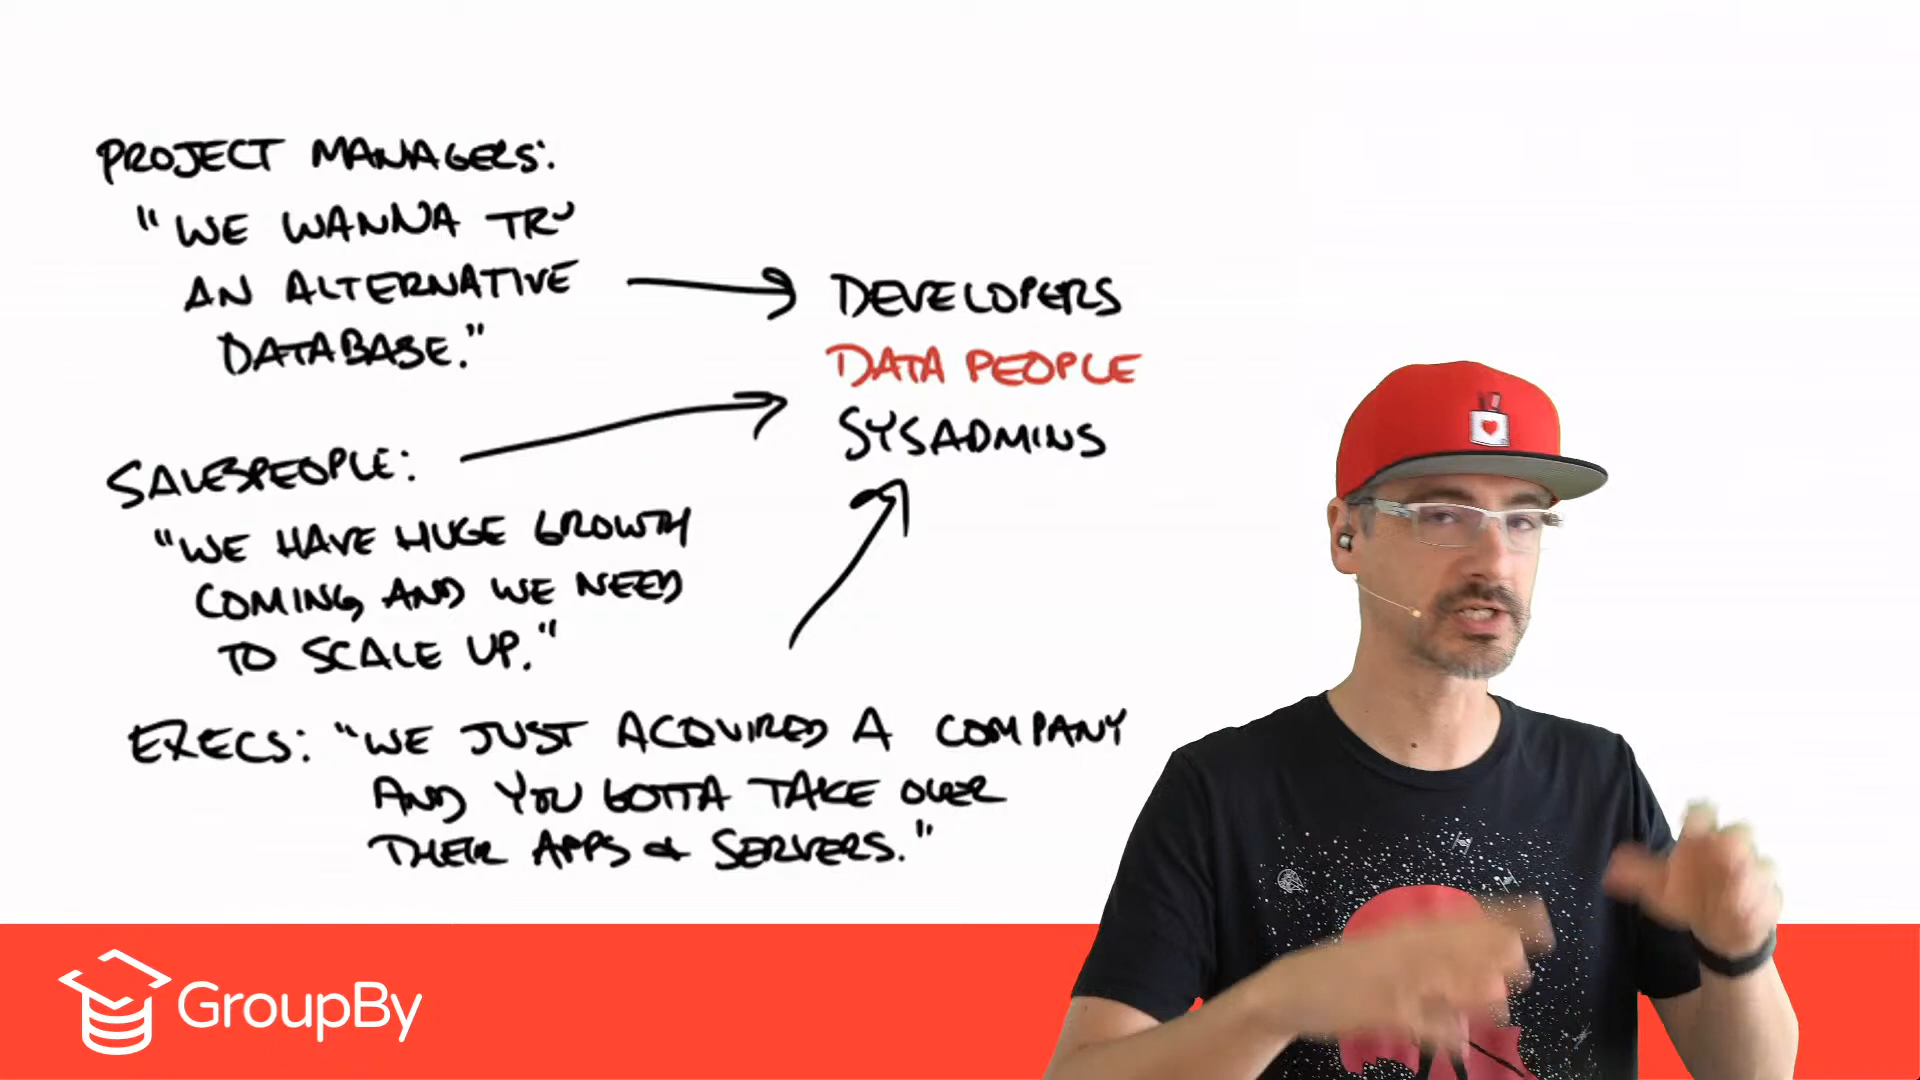 PROJECT MANAGERS:
"WE WANNA TRY
AN ALTERNATIVE
DATABASE."
SALESPEOPLE:
"WE HAVE HUGE GROWTH
COMING, AND WE NEED
TO SCALE UP."
EXECS: "WE JUST ACQUIRED A COMPANY
AND YOU GOTTA TAKE OVER
THEIR APPS & SERVERS."
DEVELOPERS
DATA PEOPLE
SYSADMINS
GroupBy